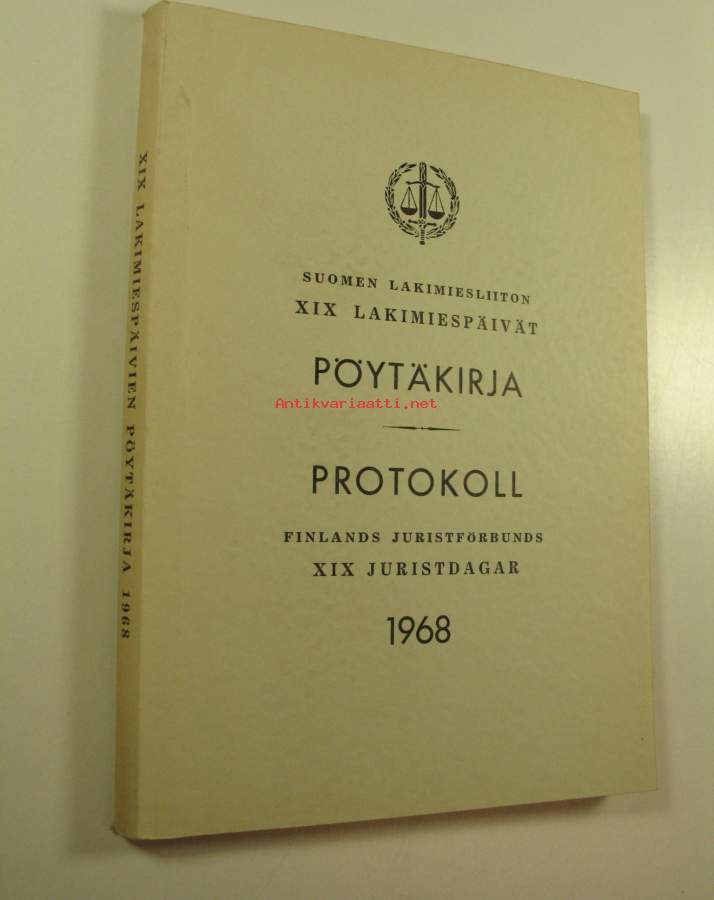 XIX LAKIMIESPÄIVIEN PÖYTÄKIRJA 1968
SUOMEN LAKIMIESLIITON
XIX LAKIMIESPÄIVÄT
PÖYTÄKIRJA
Antikvariaatti.net
PROTOKOLL
FINLANDS JURISTFÖRBUNDS
XIX JURISTDAGAR
1968